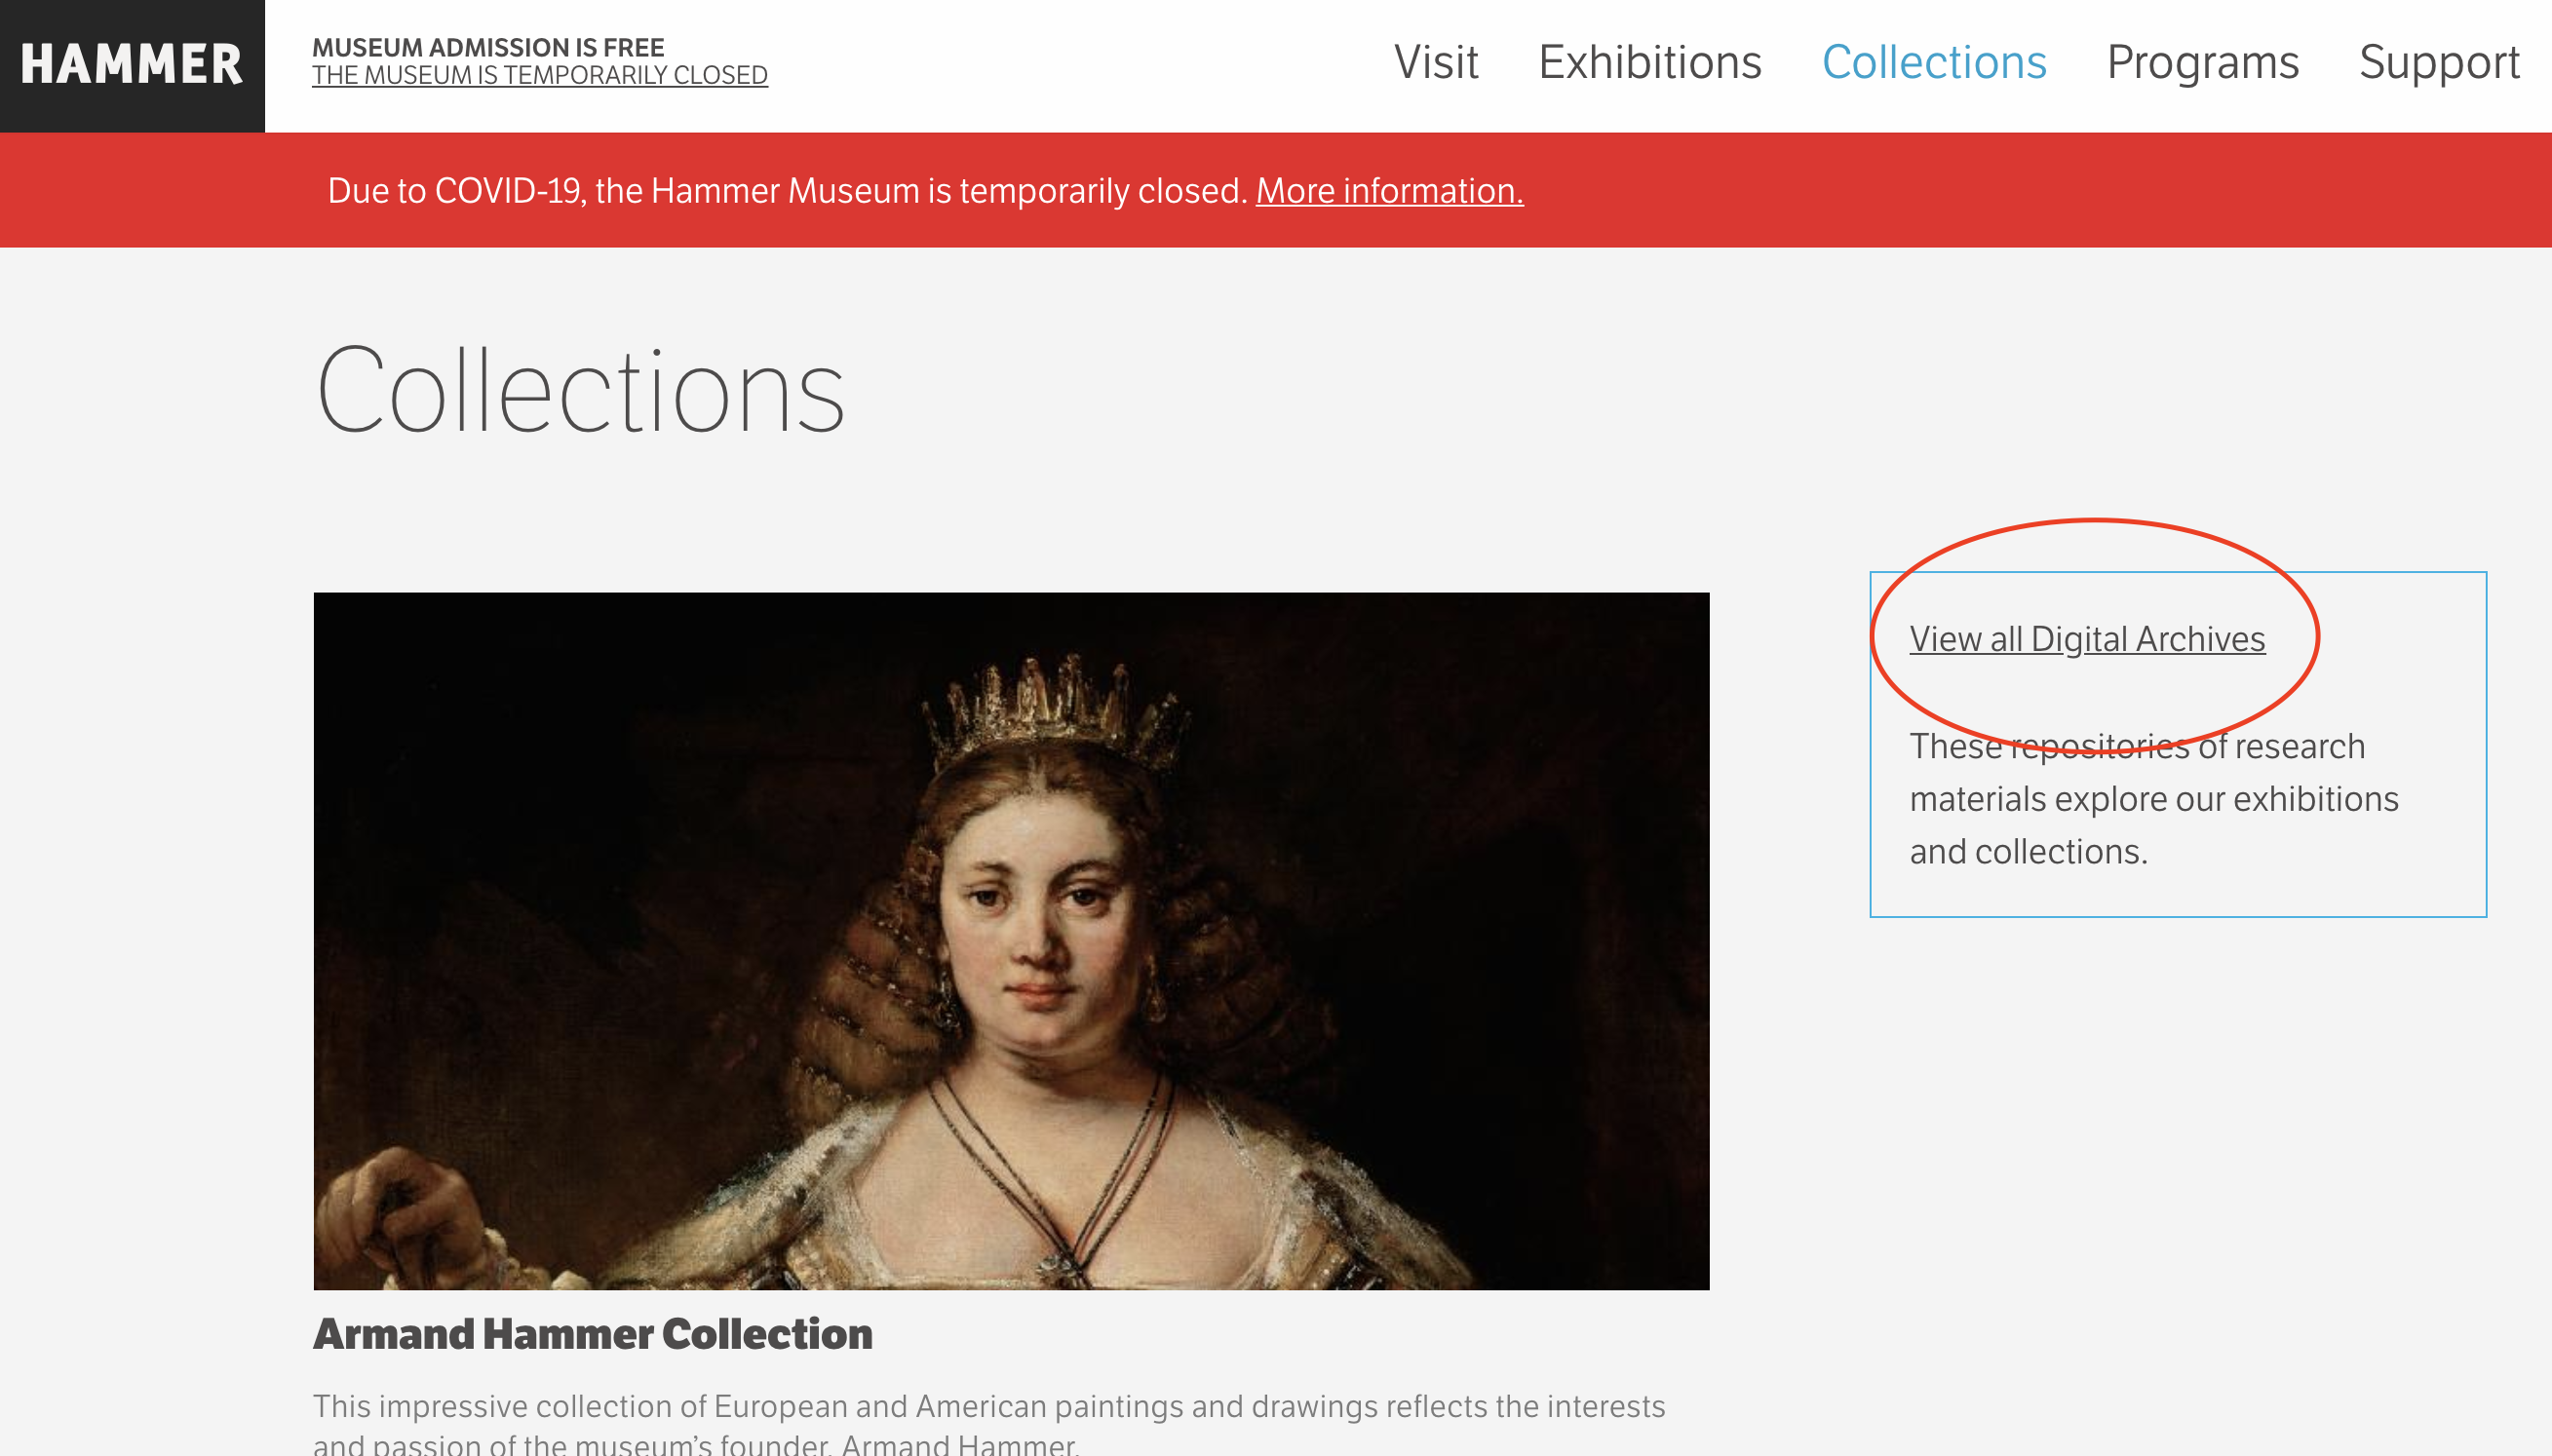 HAMMER
MUSEUM ADMISSION IS FREE
THE MUSEUM IS TEMPORARILY CLOSED
Visit Exhibitions Collections Programs Support
Due to COVID-19, the Hammer Museum is temporarily closed. More information.
Collections
View all Digital Archives
These repositories of research
materials explore our exhibitions
and collections.
Armand Hammer Collection
This impressive collection of European and American paintings and drawings reflects the interests
and passion of the museum's founder, Armand Hammer.